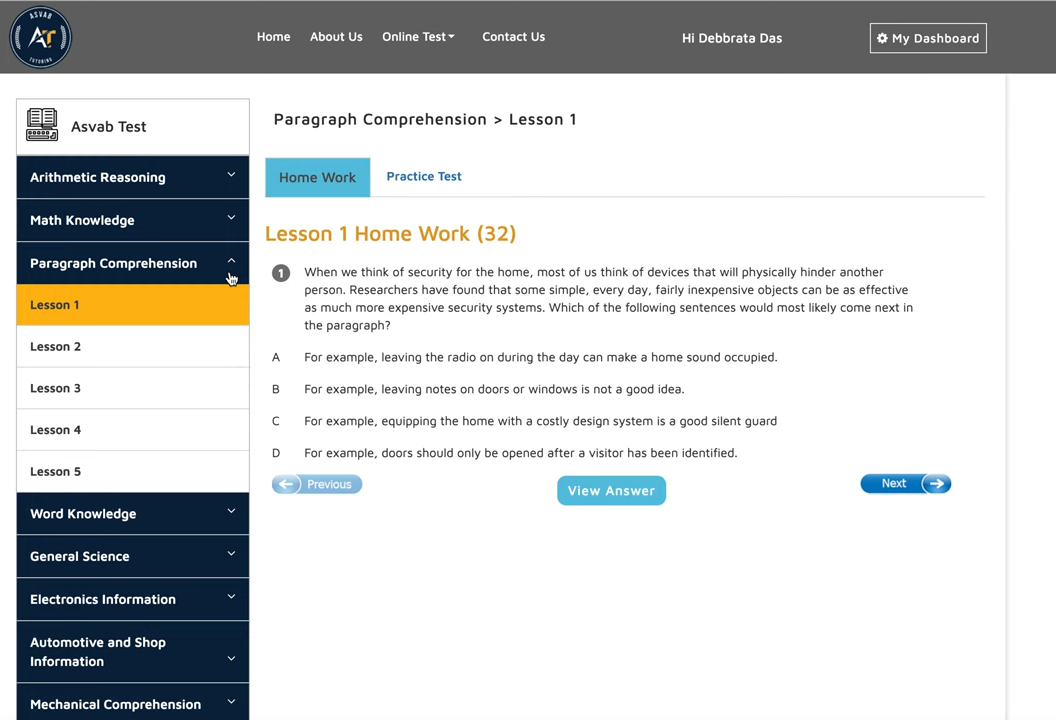 ASVAB
AT
TUTORING
Home
About Us
Online Test
Contact Us
Hi Debbrata Das
My Dashboard
Asvab Test
Arithmetic Reasoning
Math Knowledge
Paragraph Comprehension
Lesson 1
Lesson 2
Lesson 3
Lesson 4
Lesson 5
Word Knowledge
General Science
Electronics Information
Automotive and Shop
Information
Mechanical Comprehension
Paragraph Comprehension > Lesson 1
Home Work
Practice Test
Lesson 1 Home Work (32)
1
When we think of security for the home, most of us think of devices that will physically hinder another
person. Researchers have found that some simple, every day, fairly inexpensive objects can be as effective
as much more expensive security systems. Which of the following sentences would most likely come next in
the paragraph?
A For example, leaving the radio on during the day can make a home sound occupied.
B For example, leaving notes on doors or windows is not a good idea.
C For example, equipping the home with a costly design system is a good silent guard
D For example, doors should only be opened after a visitor has been identified.
Previous
View Answer
Next